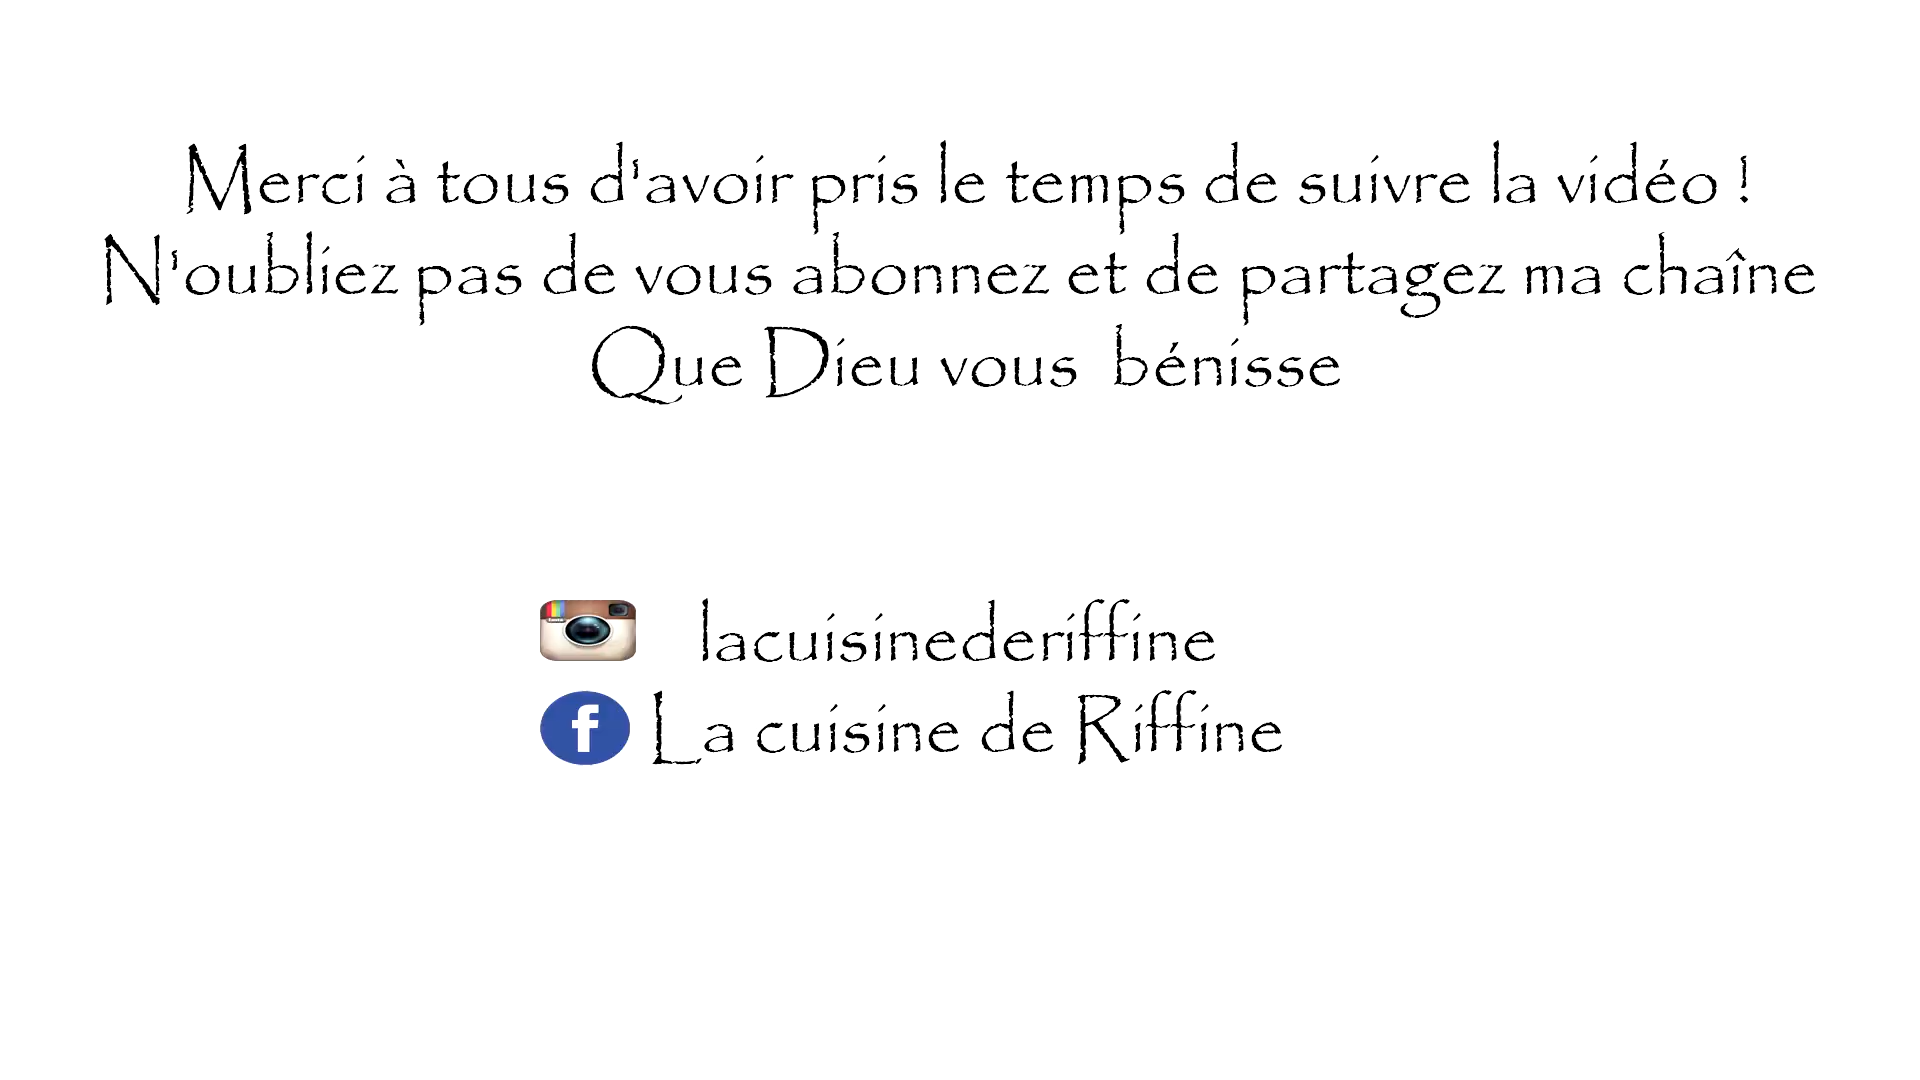 Merci à tous d'avoir pris le temps de suivre la vidéo !
N'oubliez pas de vous abonnez et de partagez ma chaîne
Que Dieu vous  bénisse
lacuisinederiffine
f La cuisine de Riffine